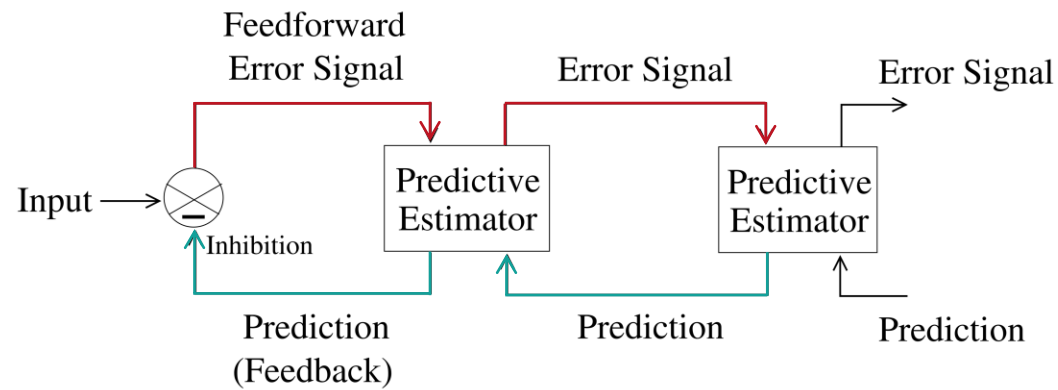 Feedforward
Error Signal
Error Signal
Error Signal
Input
Predictive
Estimator
Predictive
Estimator
Inhibition
Prediction
(Feedback)
Prediction
Prediction